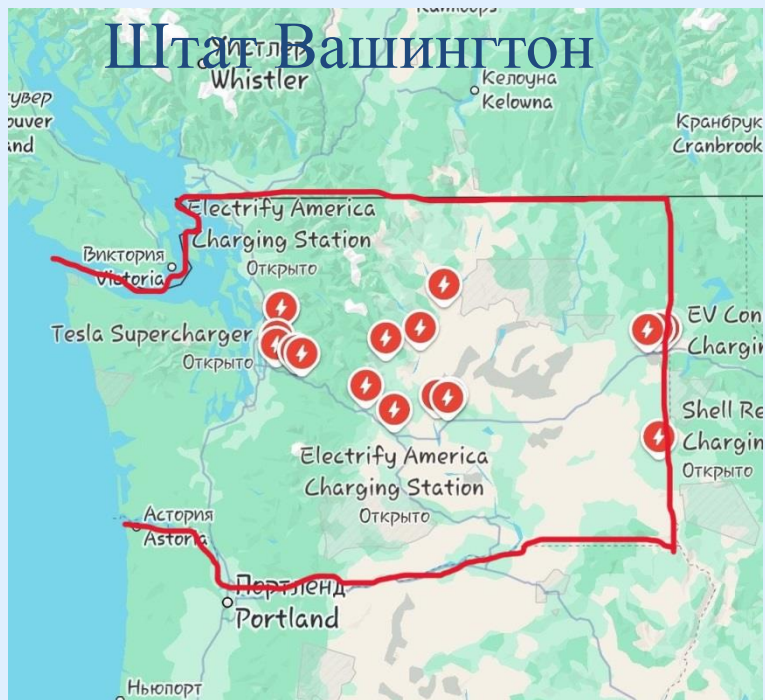 Штат Вашингтон
Уистлер
Whistler
Келоуна
Kelowna
Кранбрук
Cranbrook
Electrify America
Charging Station
Открыто
Виктория
Victoria
Tesla Supercharger
Открыто
EV Con
Chargin
Shell Re
Chargin
Открыто
Electrify America
Charging Station
Открыто
Астория
Astoria
Портленд
Portland
Ньюпорт